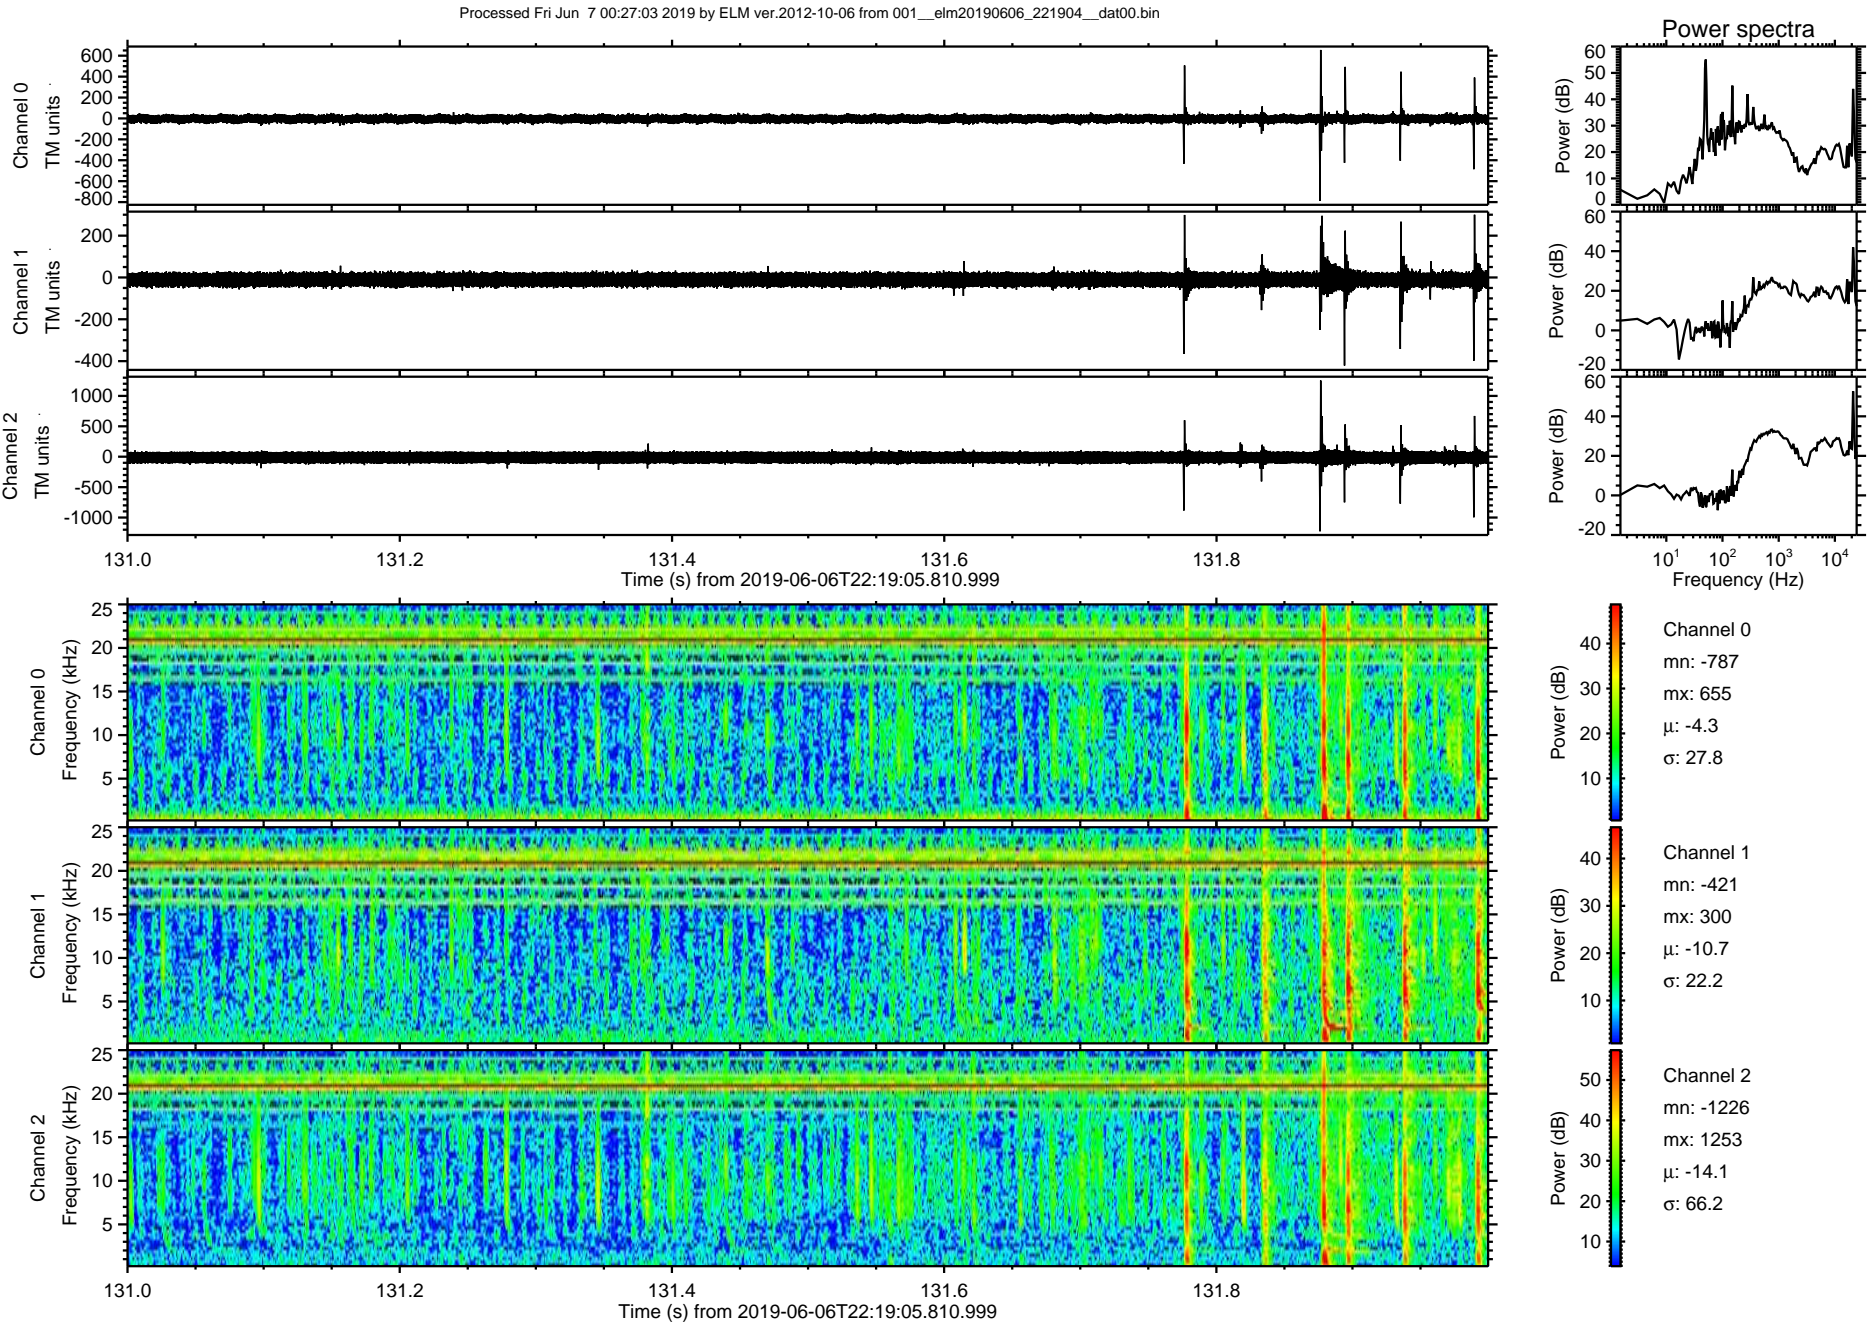 Processed Fri Jun 7 00:27:03 2019 by ELM ver.2012-10-06 from 001__elm20190606_221904__dat00.bin
Power spectra
Channel 0
TM units
600
400
200
0
-200
-400
-600
-800
Power (dB)
60
50
40
30
20
10
0
Channel 1
TM units
200
0
-200
-400
Power (dB)
60
40
20
0
-20
Channel 2
TM units
1000
500
0
-500
-1000
Power (dB)
60
40
20
0
-20
131.0 131.2 131.4 131.6 131.8
Time (s) from 2019-06-06T22:19:05.810.999
10¹ 10² 10³ 10⁴
Frequency (Hz)
Channel 0
Frequency (kHz)
25
20
15
10
5
Power (dB)
40
30
20
10
Channel 0
mn: -787
mx: 655
µ: -4.3
σ: 27.8
Channel 1
Frequency (kHz)
25
20
15
10
5
Power (dB)
40
30
20
10
Channel 1
mn: -421
mx: 300
µ: -10.7
σ: 22.2
Channel 2
Frequency (kHz)
25
20
15
10
5
Power (dB)
50
40
30
20
10
Channel 2
mn: -1226
mx: 1253
µ: -14.1
σ: 66.2
131.0 131.2 131.4 131.6 131.8
Time (s) from 2019-06-06T22:19:05.810.999